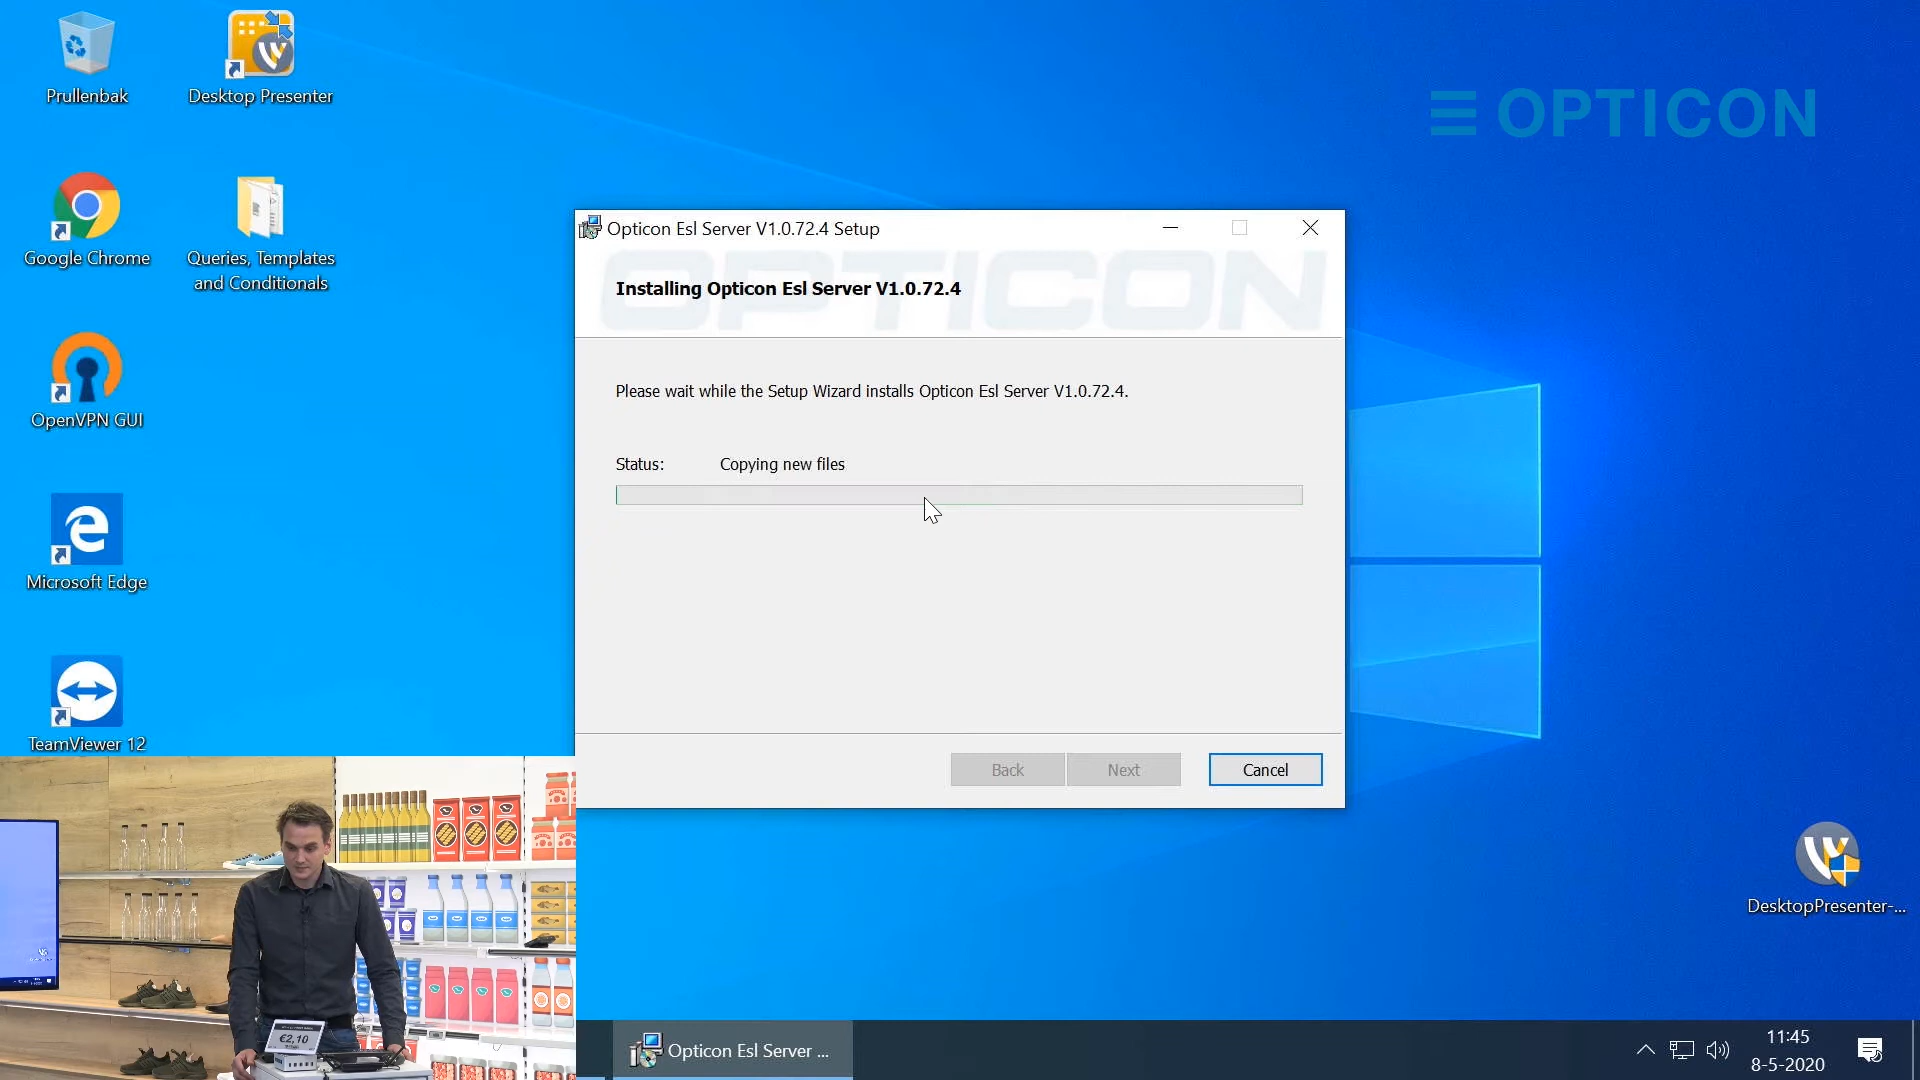 Prullenbak
Desktop Presenter
Google Chrome
Queries, Templates
and Conditionals
OpenVPN GUI
Microsoft Edge
TeamViewer 12
OPTICON
Opticon Esl Server V1.0.72.4 Setup
OPTICON
Installing Opticon Esl Server V1.0.72.4
Please wait while the Setup Wizard installs Opticon Esl Server V1.0.72.4.
Status: Copying new files
Back Next Cancel
DesktopPresenter-...
€2,10
Opticon Esl Server ...
11:45
8-5-2020